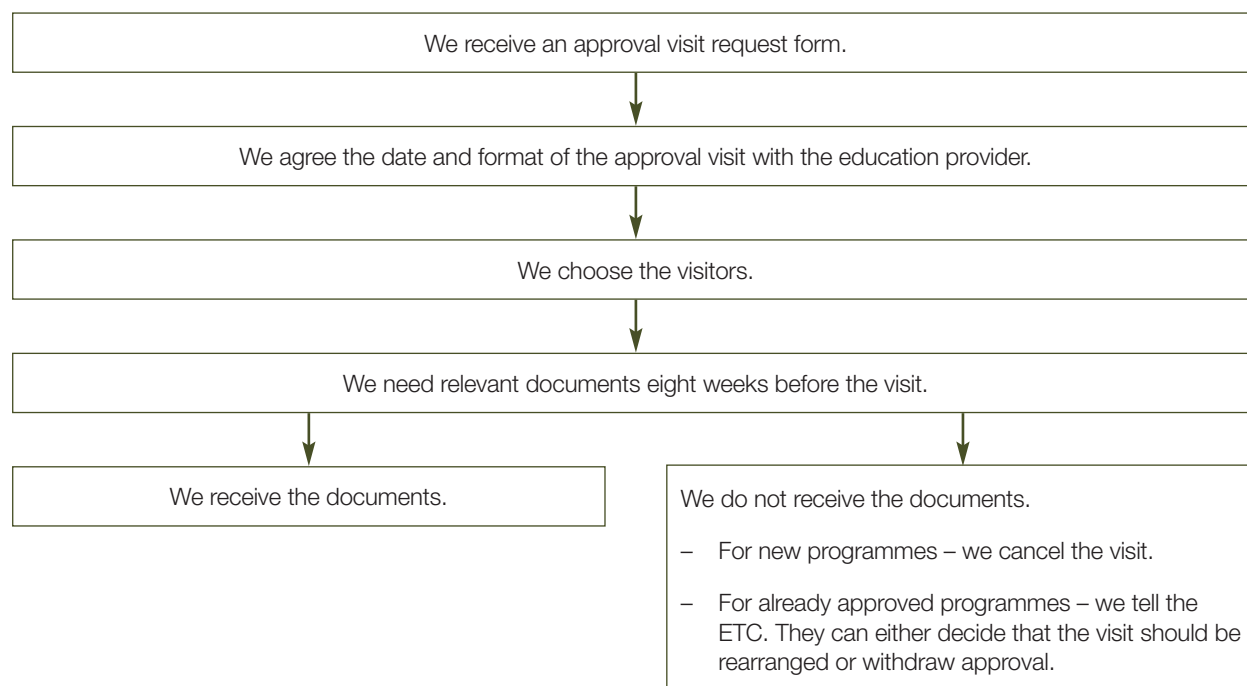 We receive an approval visit request form.
We agree the date and format of the approval visit with the education provider.
We choose the visitors.
We need relevant documents eight weeks before the visit.
We receive the documents.
We do not receive the documents.
– For new programmes – we cancel the visit.
– For already approved programmes – we tell the
ETC. They can either decide that the visit should be
rearranged or withdraw approval.